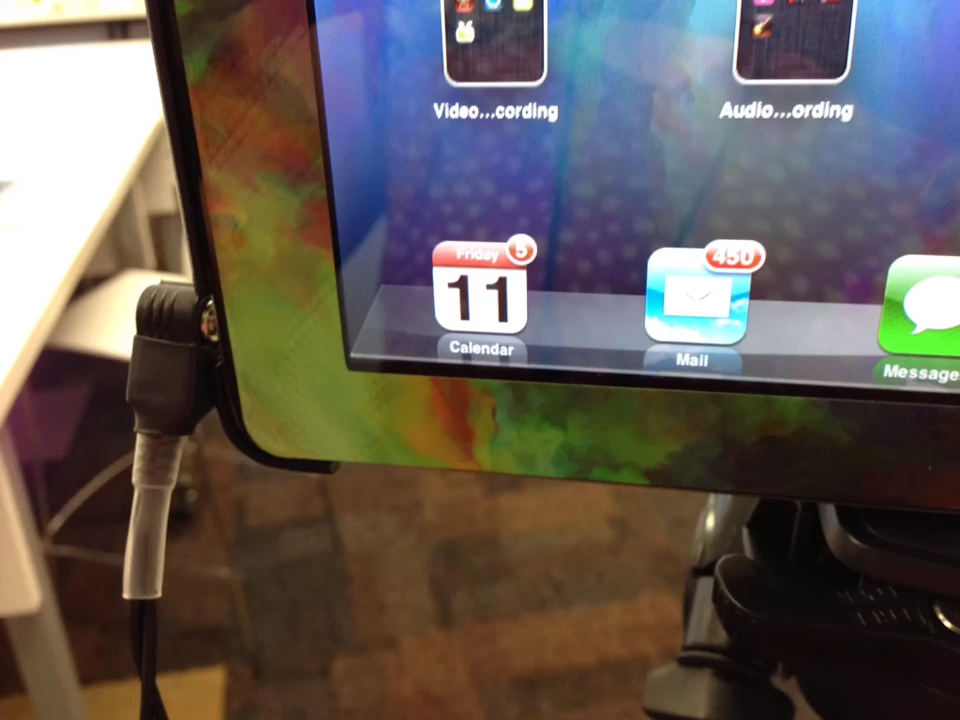 Video...cording
Audio...ording
Friday
5
11
450
Calendar
Mail
Message